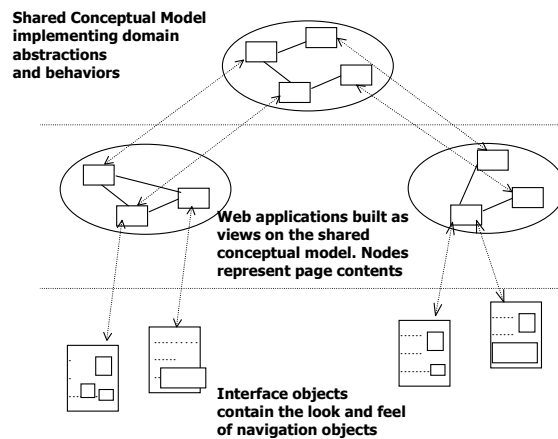 Shared Conceptual Model
implementing domain
abstractions
and behaviors
Web applications built as
views on the shared
conceptual model. Nodes
represent page contents
Interface objects
contain the look and feel
of navigation objects